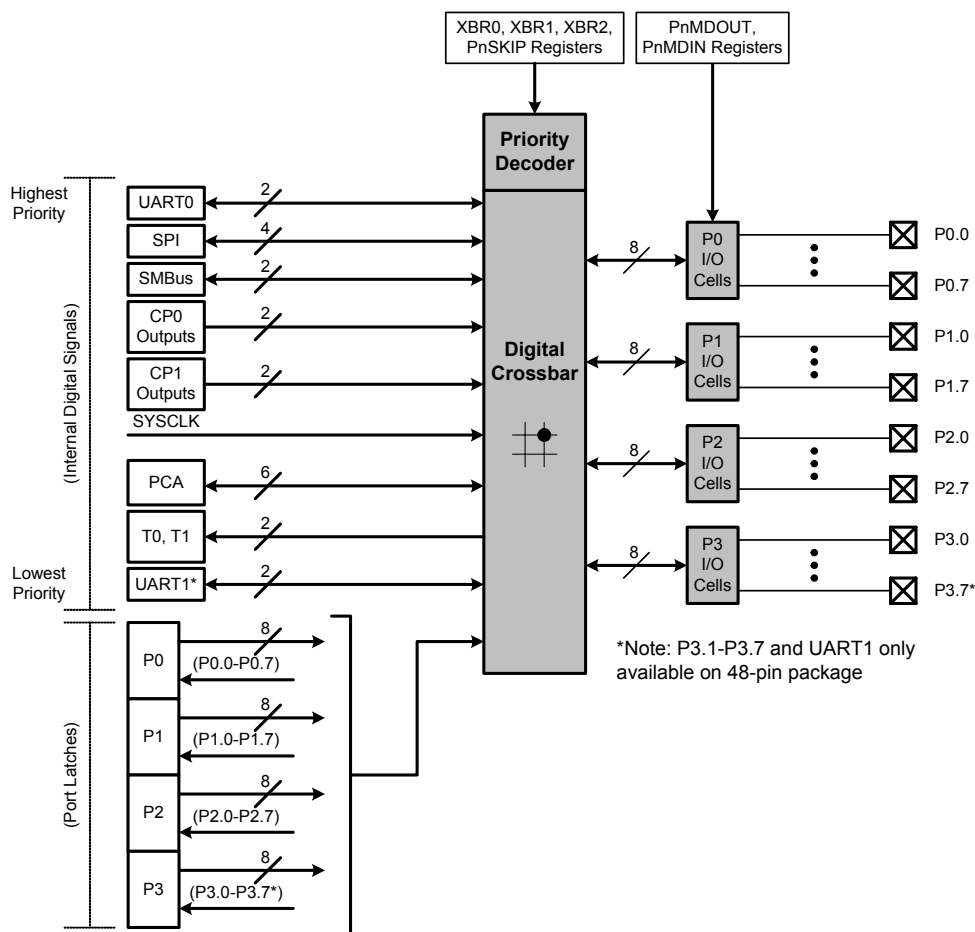 XBR0, XBR1, XBR2,
PnSKIP Registers
PnMDOUT,
PnMDIN Registers
Priority
Decoder
Digital
Crossbar
Highest
Priority
(Internal Digital Signals)
Lowest
Priority
UART0
2
SPI
4
SMBus
2
CP0
Outputs
2
CP1
Outputs
2
SYSCLK
PCA
6
T0, T1
2
UART1*
2
(Port Latches)
P0
8
(P0.0-P0.7)
P1
8
(P1.0-P1.7)
P2
8
(P2.0-P2.7)
P3
8
(P3.0-P3.7*)
8
P0
I/O
Cells
P0.0
P0.7
8
P1
I/O
Cells
P1.0
P1.7
8
P2
I/O
Cells
P2.0
P2.7
8
P3
I/O
Cells
P3.0
P3.7*
*Note: P3.1-P3.7 and UART1 only
available on 48-pin package